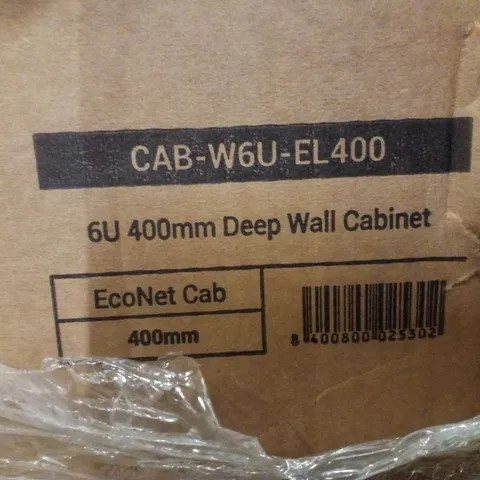 CAB-W6U-EL400
6U 400mm Deep Wall Cabinet
EcoNet Cab
400mm
8 400800 025302